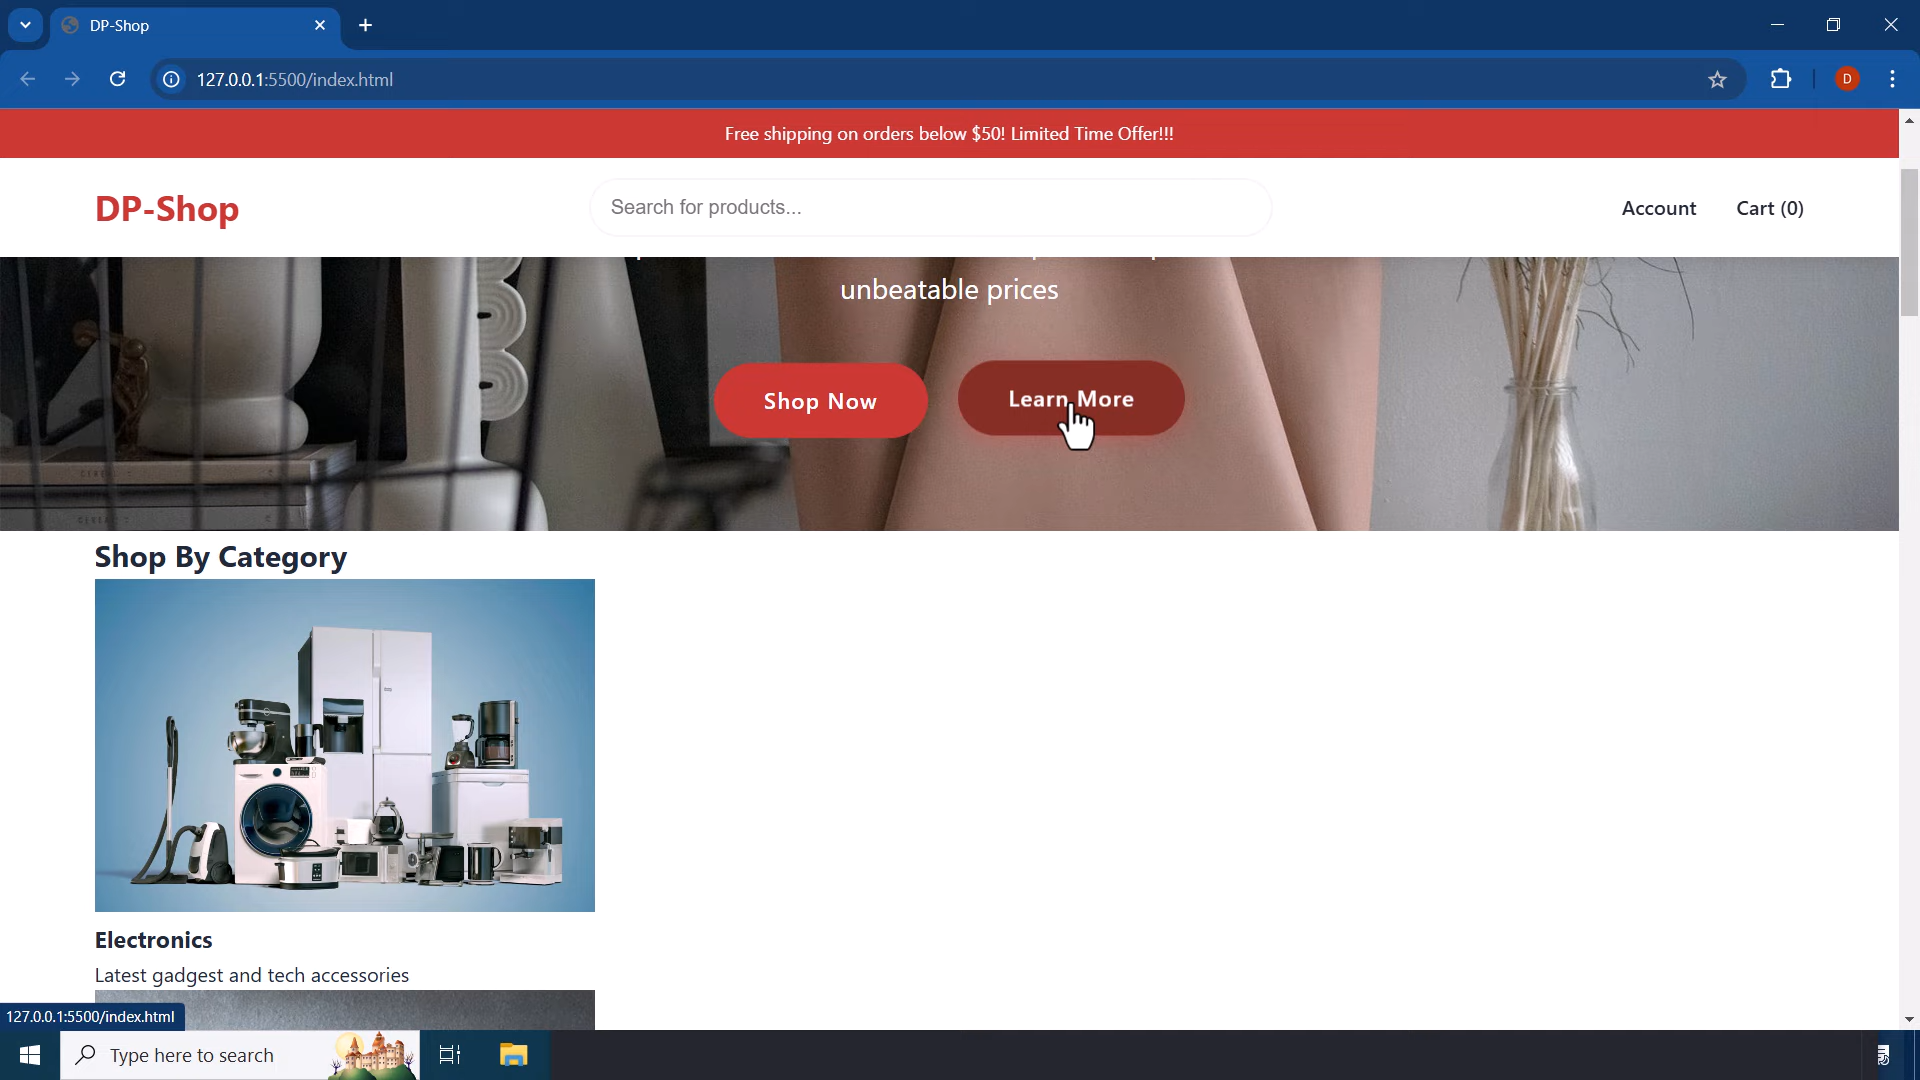 DP-Shop
127.0.0.1:5500/index.html
D
Free shipping on orders below $50! Limited Time Offer!!!
DP-Shop
Search for products...
Account
Cart (0)
unbeatable prices
Shop Now
Learn More
Shop By Category
Electronics
Latest gadgest and tech accessories
127.0.0.1:5500/index.html
Type here to search